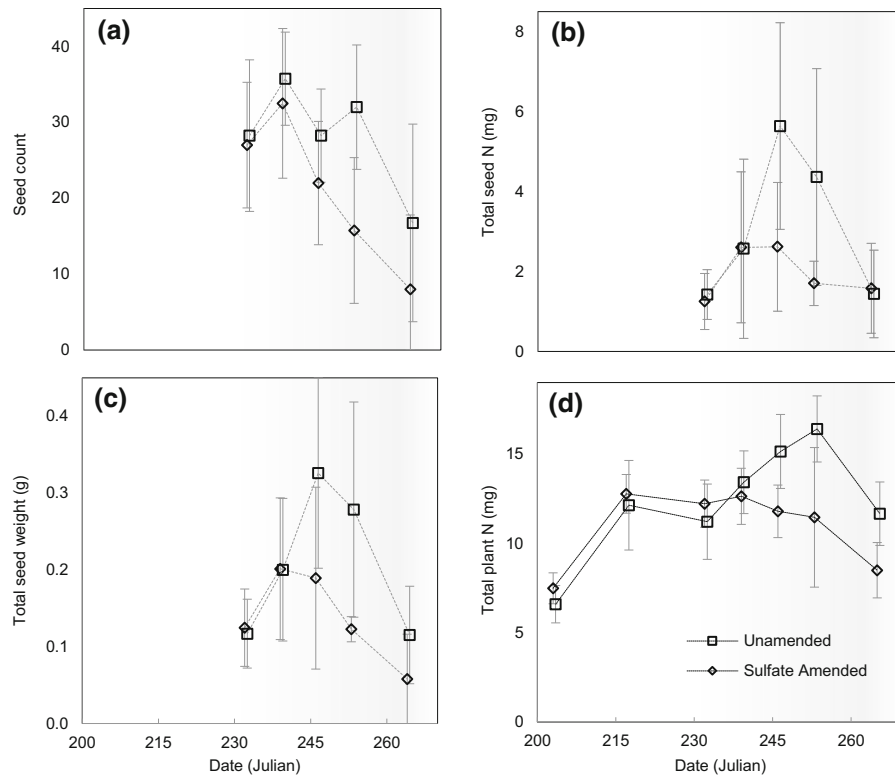 (a)
40
30
20
10
0
Seed count
(b)
8
6
4
2
0
Total seed N (mg)
(c)
0.4
0.3
0.2
0.1
0.0
Total seed weight (g)
200 215 230 245 260
Date (Julian)
(d)
15
10
5
0
Total plant N (mg)
Unamended
Sulfate Amended
200 215 230 245 260
Date (Julian)